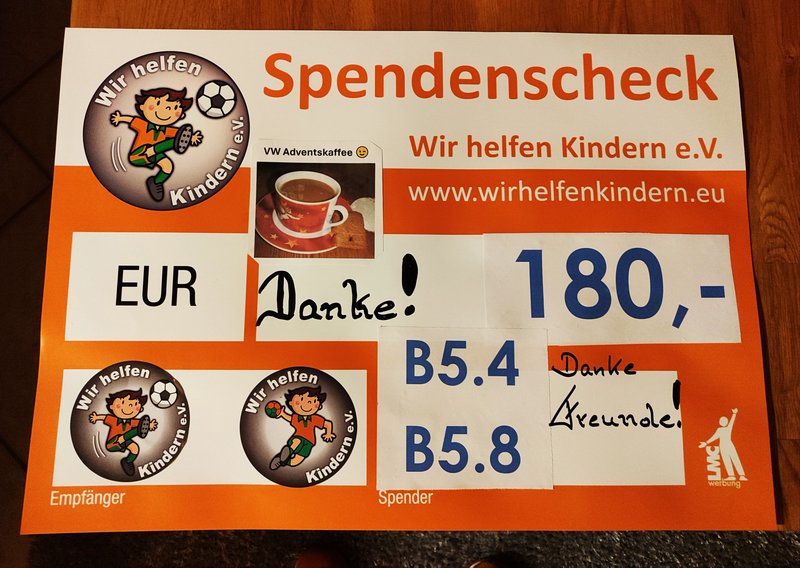 Wir helfen
Kindern e.V.
Spendenscheck
Wir helfen Kindern e.V.
www.wirhelfenkindern.eu
VW Adventskaffee 😉
EUR
Danke!
180,-
Wir helfen
Kindern e.V.
Wir helfen
Kindern e.V.
B5.4
B5.8
Danke
Freunde!
Empfänger
Spender
LMC
werbung